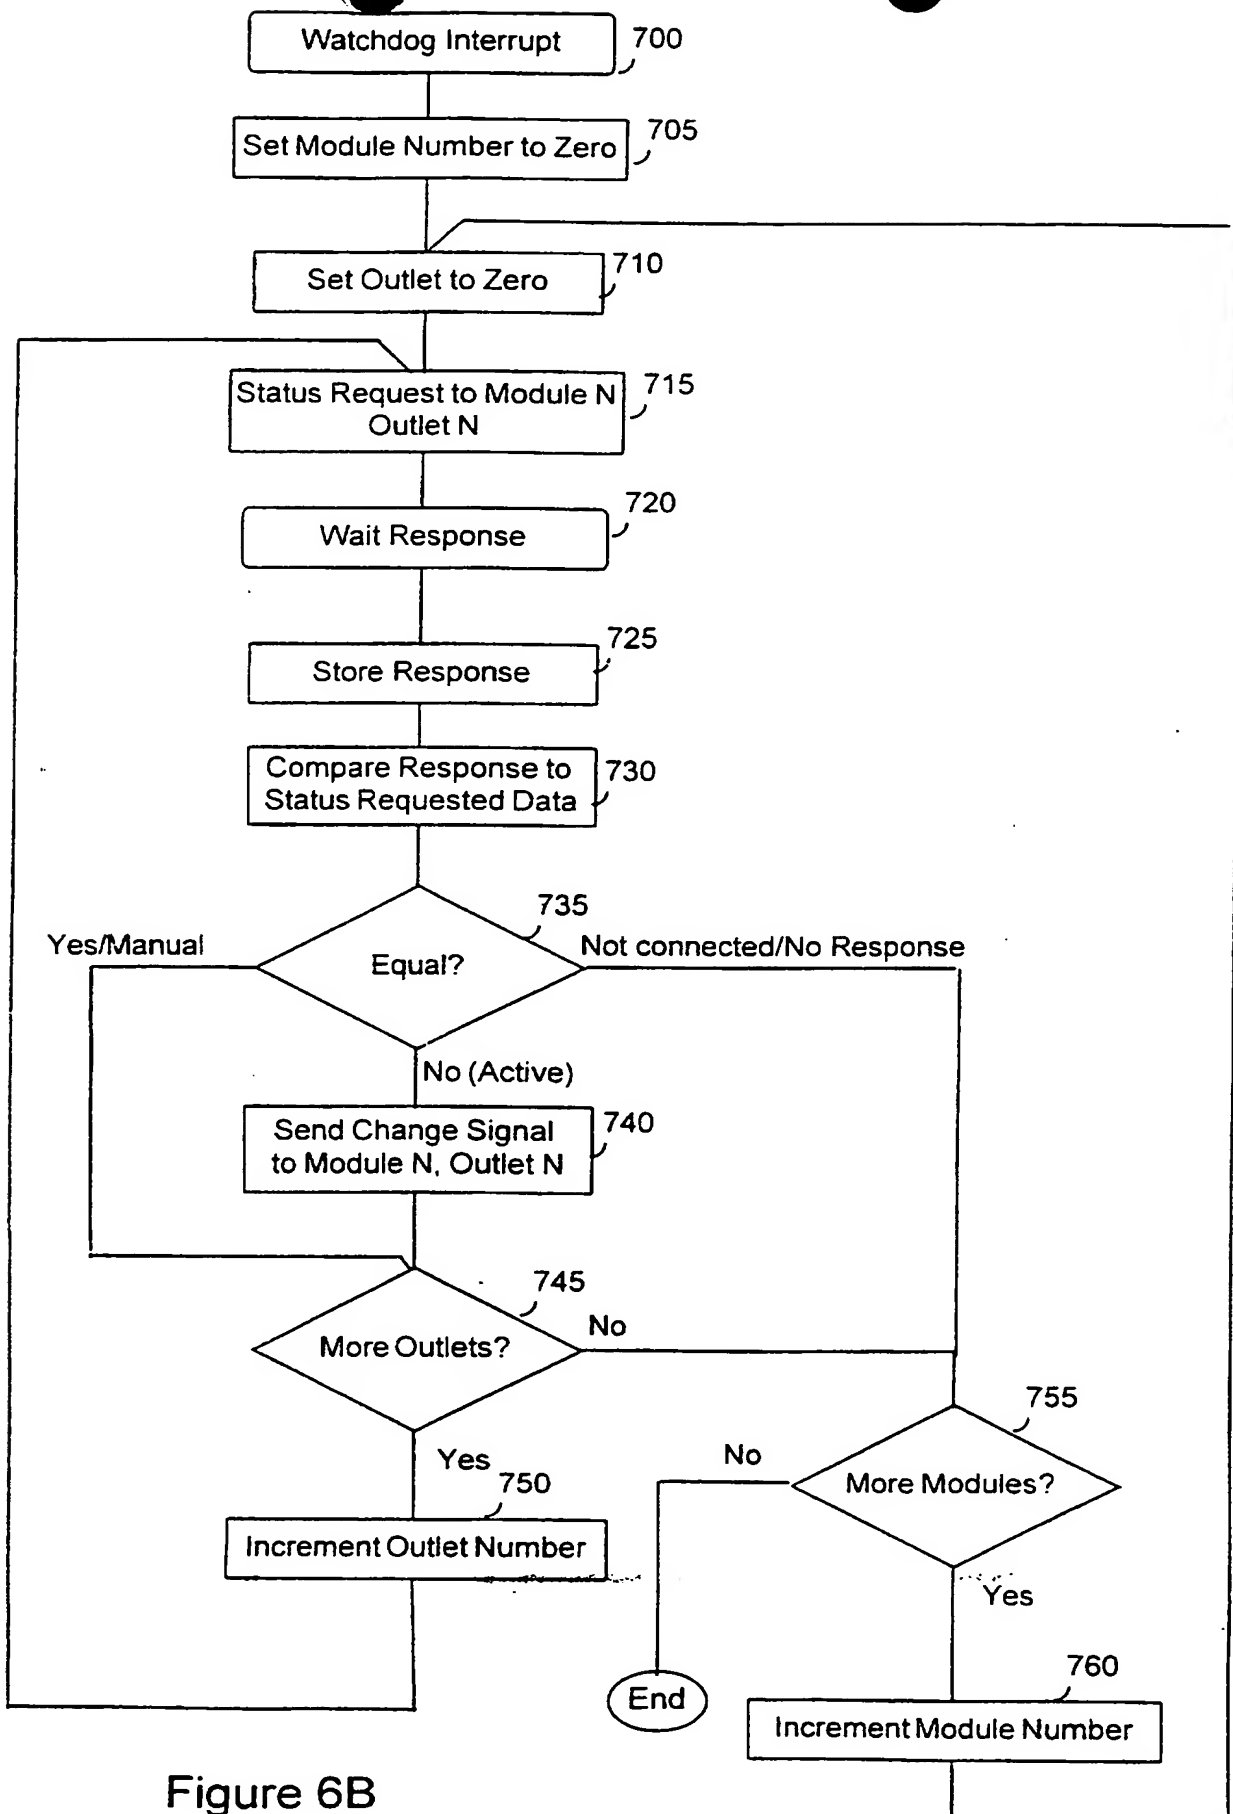 Watchdog Interrupt
700
Set Module Number to Zero
705
Set Outlet to Zero
710
Status Request to Module N
Outlet N
715
Wait Response
720
Store Response
725
Compare Response to
Status Requested Data
730
Equal?
735
Yes/Manual
Not connected/No Response
No (Active)
Send Change Signal
to Module N, Outlet N
740
More Outlets?
745
No
Yes
750
Increment Outlet Number
755
More Modules?
No
Yes
End
760
Increment Module Number
Figure 6B